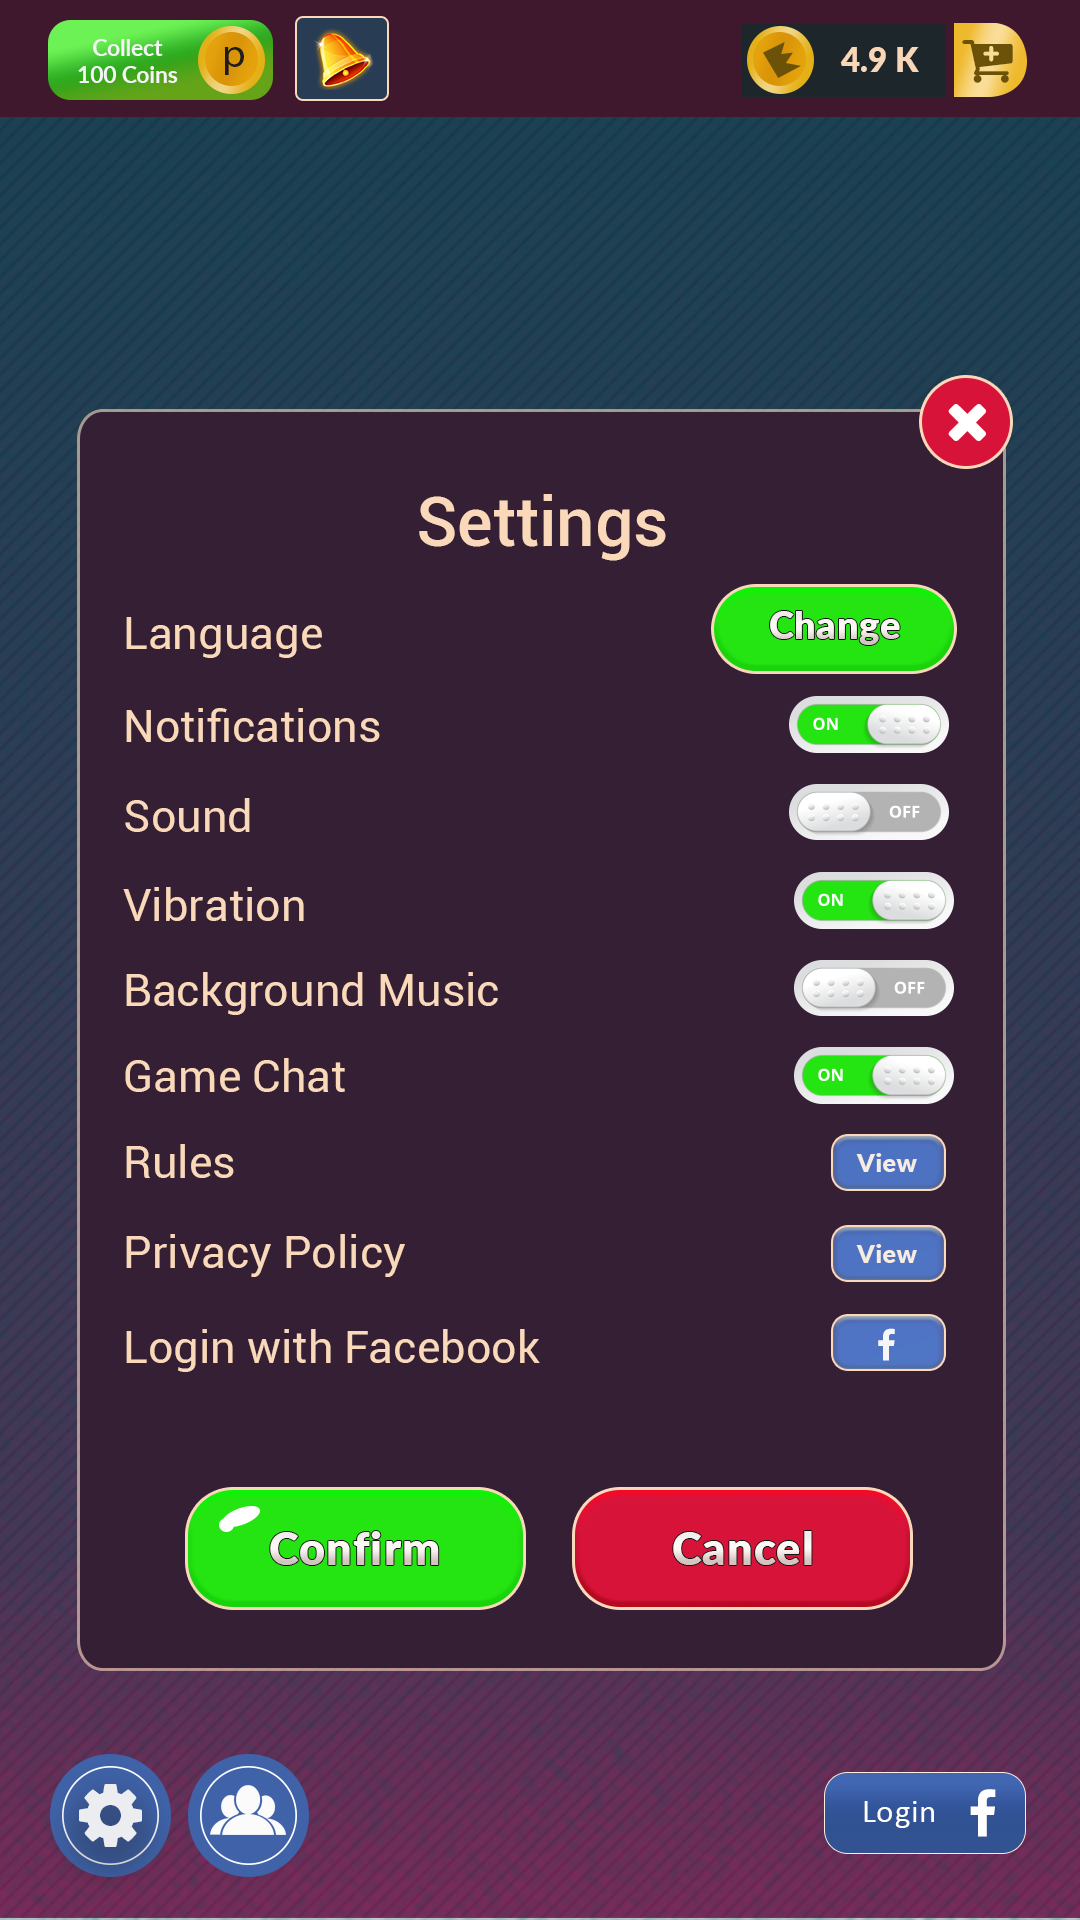 Collect
100 Coins
p
4.9 K
Settings
Language
Change
Notifications
ON
Sound
OFF
Vibration
ON
Background Music
OFF
Game Chat
ON
Rules
View
Privacy Policy
View
Login with Facebook
f
Confirm
Cancel
Login f